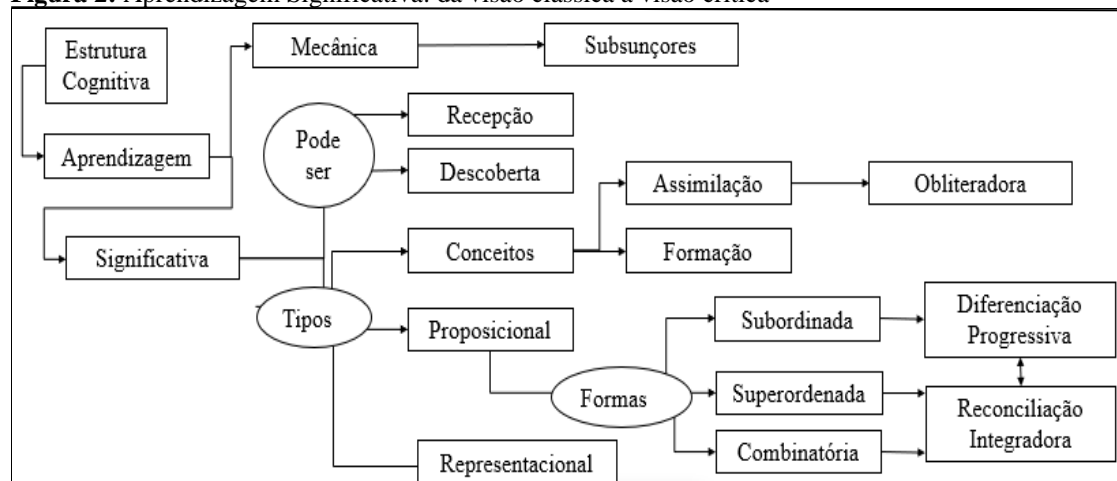 Figura 2: Aprendizagem Significativa: da visão clássica à visão crítica
Estrutura
Cognitiva
Mecânica
Subsunçores
Aprendizagem
Pode
ser
Recepção
Descoberta
Assimilação
Obliteradora
Significativa
Conceitos
Formação
Tipos
Proposicional
Subordinada
Diferenciação
Progressiva
Formas
Superordenada
Reconciliação
Integradora
Combinatória
Representacional